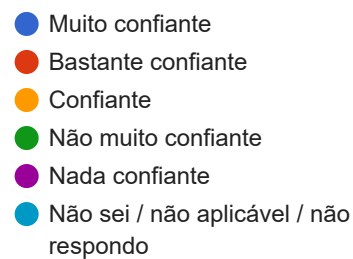 Muito confiante
Bastante confiante
Confiante
Não muito confiante
Nada confiante
Não sei / não aplicável / não
respondo